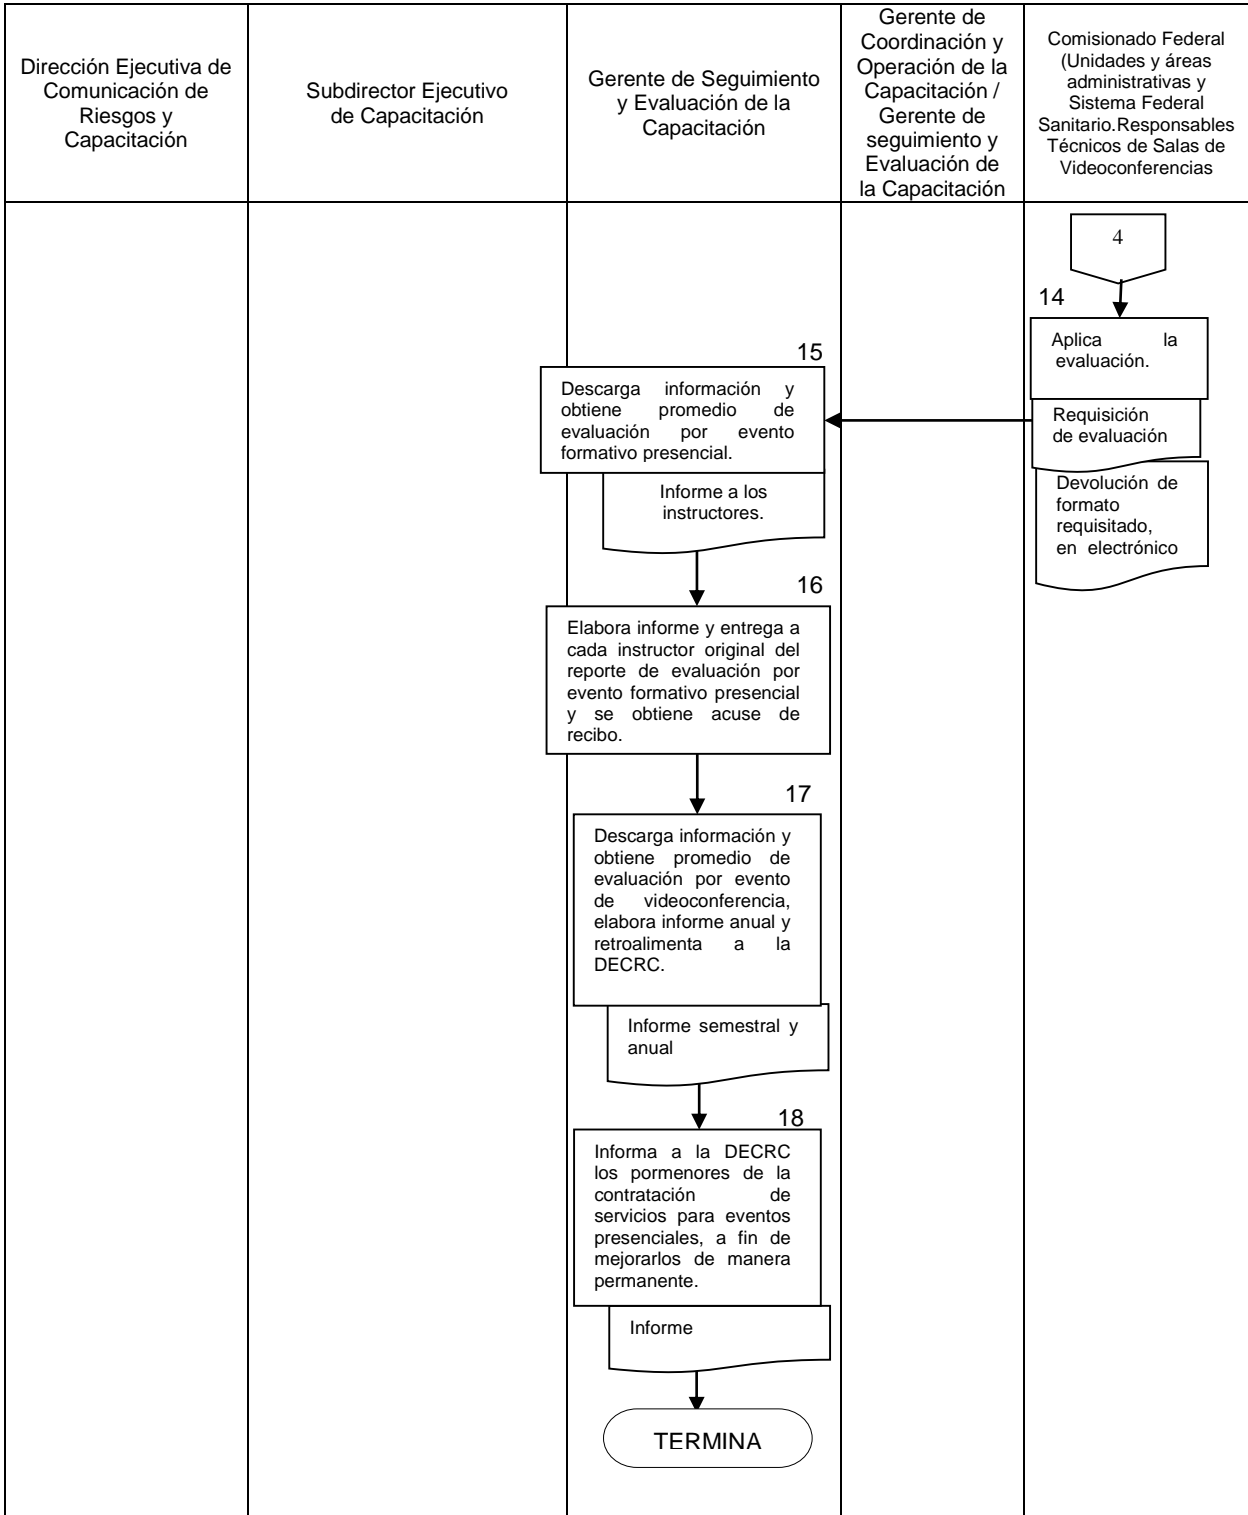 Dirección Ejecutiva de
Comunicación de
Riesgos y
Capacitación
Subdirector Ejecutivo
de Capacitación
Gerente de Seguimiento
y Evaluación de la
Capacitación
Gerente de
Coordinación y
Operación de la
Capacitación /
Gerente de
seguimiento y
Evaluación de
la Capacitación
Comisionado Federal
(Unidades y áreas
administrativas y
Sistema Federal
Sanitario.Responsables
Técnicos de Salas de
Videoconferencias
4
14
Aplica la
evaluación.
Requisición
de evaluación
Devolución de
formato
requisitado,
en electrónico
15
Descarga información y
obtiene promedio de
evaluación por evento
formativo presencial.
Informe a los
instructores.
16
Elabora informe y entrega a
cada instructor original del
reporte de evaluación por
evento formativo presencial
y se obtiene acuse de
recibo.
17
Descarga información y
obtiene promedio de
evaluación por evento
de videoconferencia,
elabora informe anual y
retroalimenta a la
DECRC.
Informe semestral y
anual
18
Informa a la DECRC
los pormenores de la
contratación de
servicios para eventos
presenciales, a fin de
mejorarlos de manera
permanente.
Informe
TERMINA